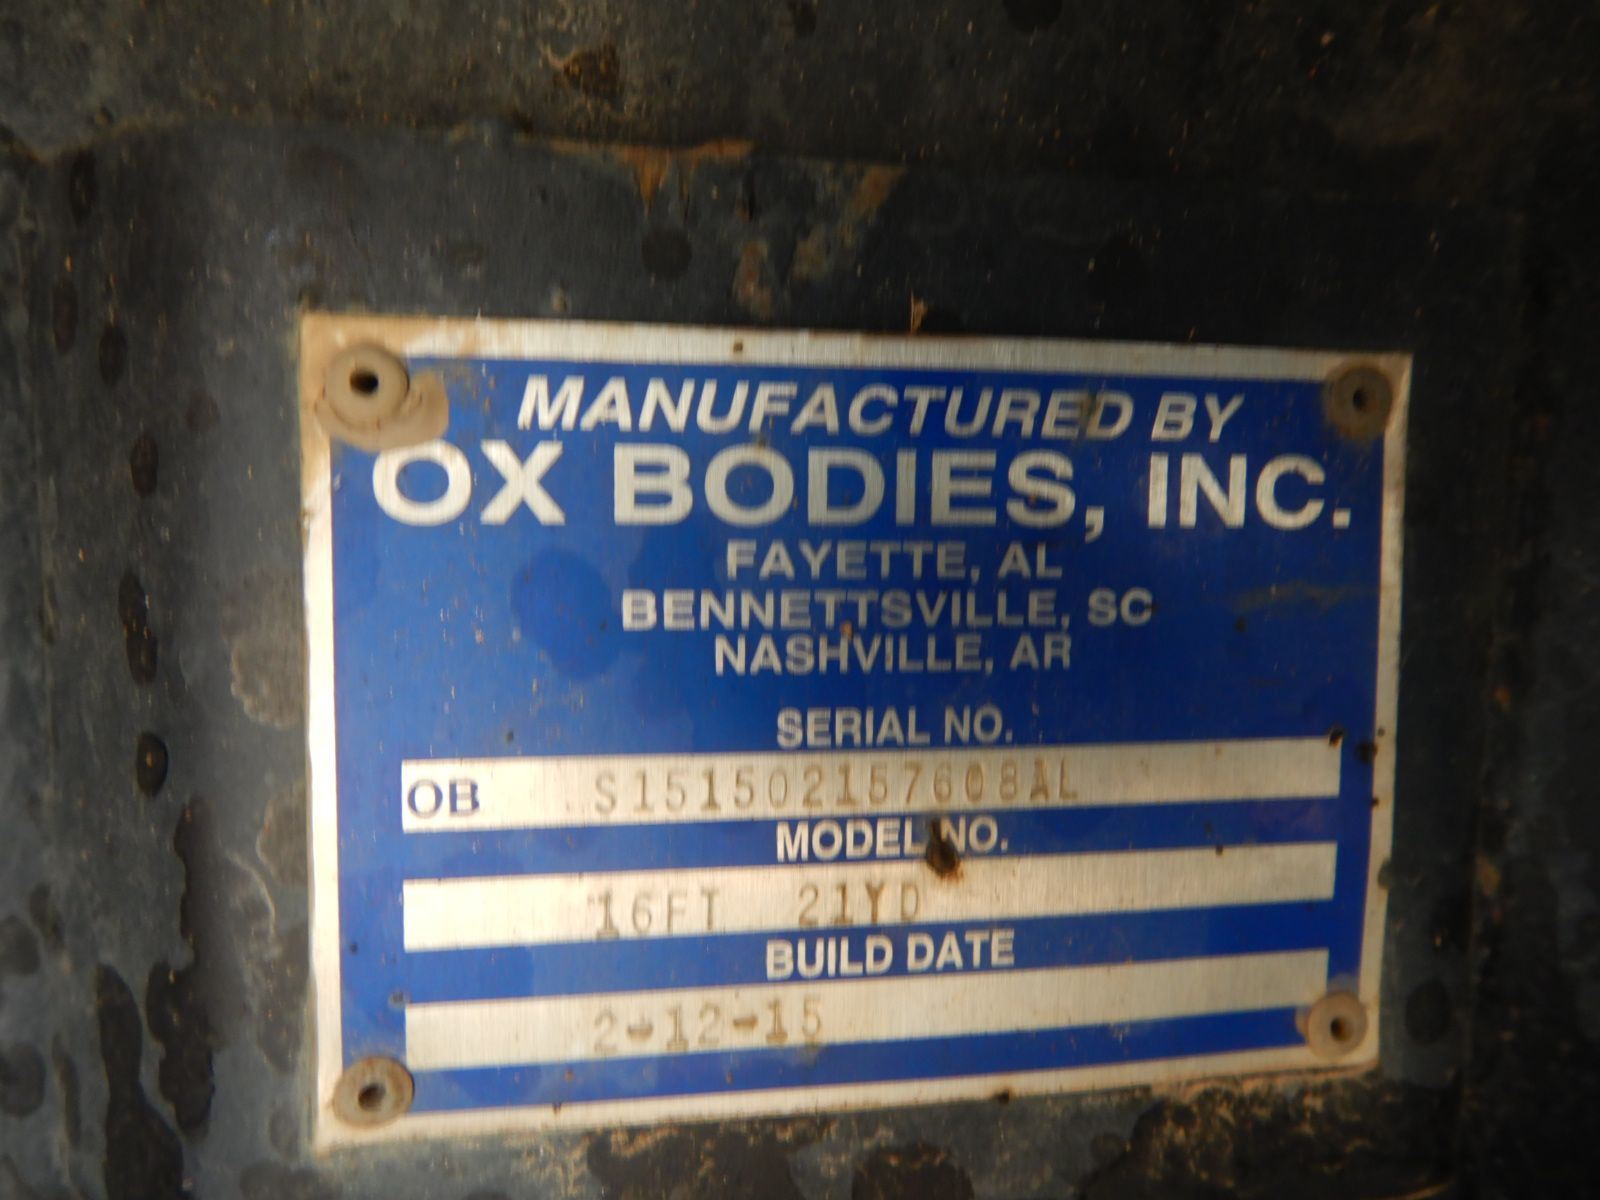 MANUFACTURED BY
OX BODIES, INC.
FAYETTE, AL
BENNETTSVILLE, SC
NASHVILLE, AR
SERIAL NO.
OB S151502157608AL
MODEL NO.
16FT 21YD
BUILD DATE
2-12-15